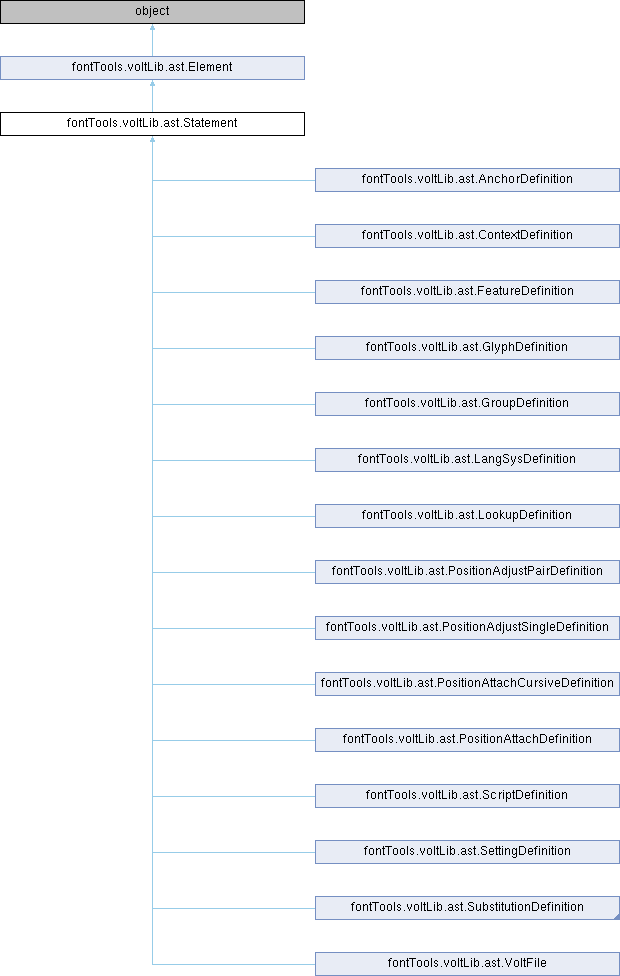 object
fontTools.voltLib.ast.Element
fontTools.voltLib.ast.Statement
fontTools.voltLib.ast.AnchorDefinition
fontTools.voltLib.ast.ContextDefinition
fontTools.voltLib.ast.FeatureDefinition
fontTools.voltLib.ast.GlyphDefinition
fontTools.voltLib.ast.GroupDefinition
fontTools.voltLib.ast.LangSysDefinition
fontTools.voltLib.ast.LookupDefinition
fontTools.voltLib.ast.PositionAdjustPairDefinition
fontTools.voltLib.ast.PositionAdjustSingleDefinition
fontTools.voltLib.ast.PositionAttachCursiveDefinition
fontTools.voltLib.ast.PositionAttachDefinition
fontTools.voltLib.ast.ScriptDefinition
fontTools.voltLib.ast.SettingDefinition
fontTools.voltLib.ast.SubstitutionDefinition
fontTools.voltLib.ast.VoltFile